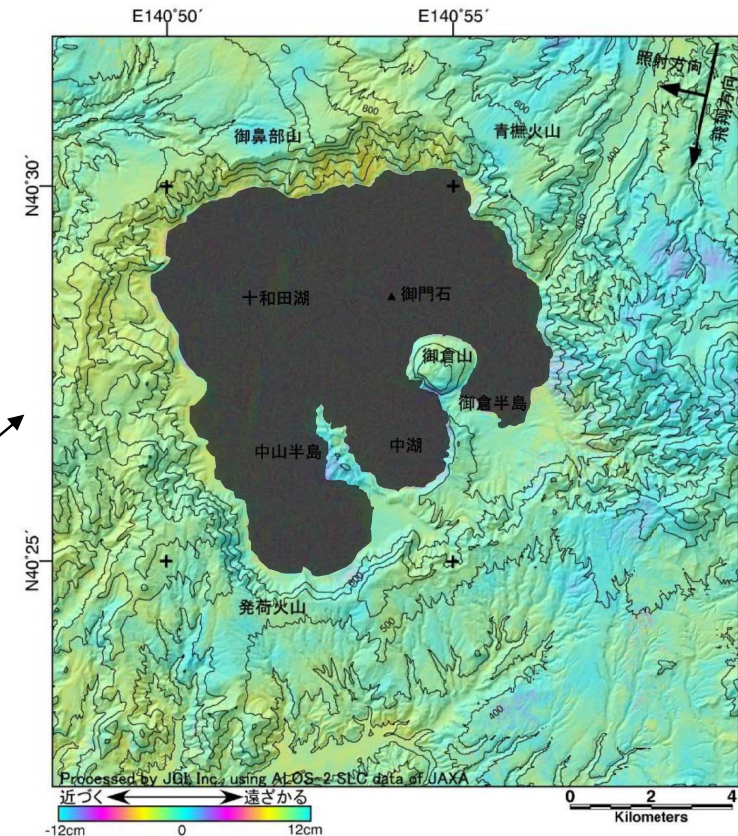 E140˚50′ E140˚55′
照射方向
飛翔方向
800
600
青橅火山
御鼻部山
400
N40˚30′
600
十和田湖
御門石
御倉山
御倉半島
中山半島
中湖
N40˚25′
600
発荷火山
500
400
Processed by JGI, Inc., using ALOS-2 SLC data of JAXA
近づく 遠ざかる
-12cm 0 12cm
0 2 4
Kilometers